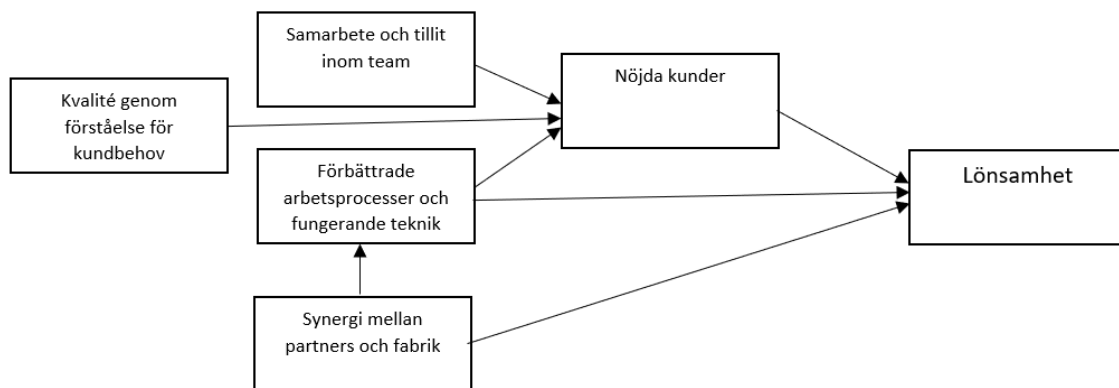 Samarbete och tillit
inom team
Nöjda kunder
Kvalité genom
förståelse för
kundbehov
Förbättrade
arbetsprocesser och
fungerande teknik
Lönsamhet
Synergi mellan
partners och fabrik